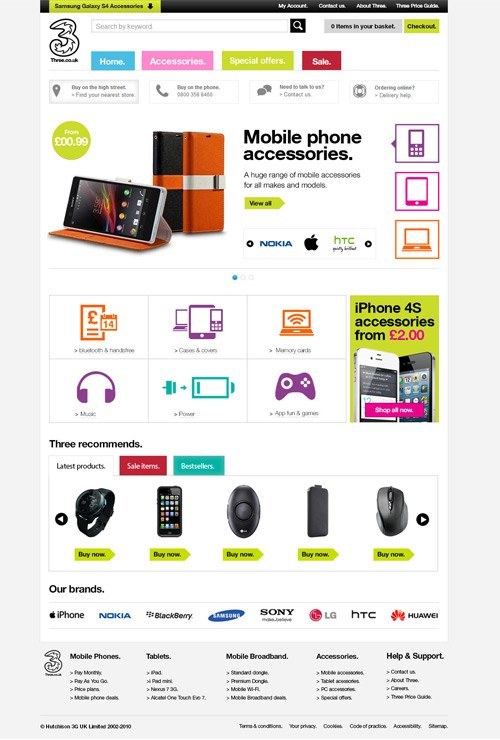 Samsung Galaxy S4 Accessories
My Account. Contact us. About Three. Three Price Guide.
Three.co.uk
Search by keyword.
0 items in your basket. Checkout.
Home. Accessories. Special offers. Sale.
Buy on the high street.
> Find your nearest store.
Buy on the phone.
0800 358 8460
Need to talk to us?
> Contact us.
Ordering online?
> Delivery help.
From
£00.99
Mobile phone
accessories.
A huge range of mobile accessories
for all makes and models.
View all
NOKIA hTC
quietly brilliant
£ 14
> bluetooth & handsfree
> Cases & covers
> Memory cards
> Music
> Power
> App fun & games
iPhone 4S
accessories
from £2.00
Shop all now.
Three recommends.
Latest products. Sale items. Bestsellers.
Buy now. Buy now. Buy now. Buy now. Buy now.
Our brands.
iPhone NOKIA BlackBerry SAMSUNG SONY LG hTC HUAWEI
make.believe
Three.co.uk
Mobile Phones.
> Pay Monthly.
> Pay As You Go.
> Price plans.
> Mobile phone deals.
Tablets.
> iPad.
>i Pad mini.
> Nexus 7 3G.
> Alcatel One Touch Evo 7.
Mobile Broadband.
> Standard dongle.
> Premium Dongle.
> Mobile Wi-Fi.
> Mobile Broadband deals.
Accessories.
> Mobile accessories.
> Tablet accesories.
> PC accessories.
> Special offers.
Help & Support.
> Contact us.
> About Three.
> Careers.
> Three Price Guide.
© Hutchison 3G UK Limited 2002-2010
Terms & conditions. Your privacy. Cookies. Code of practice. Accessibility. Sitemap.